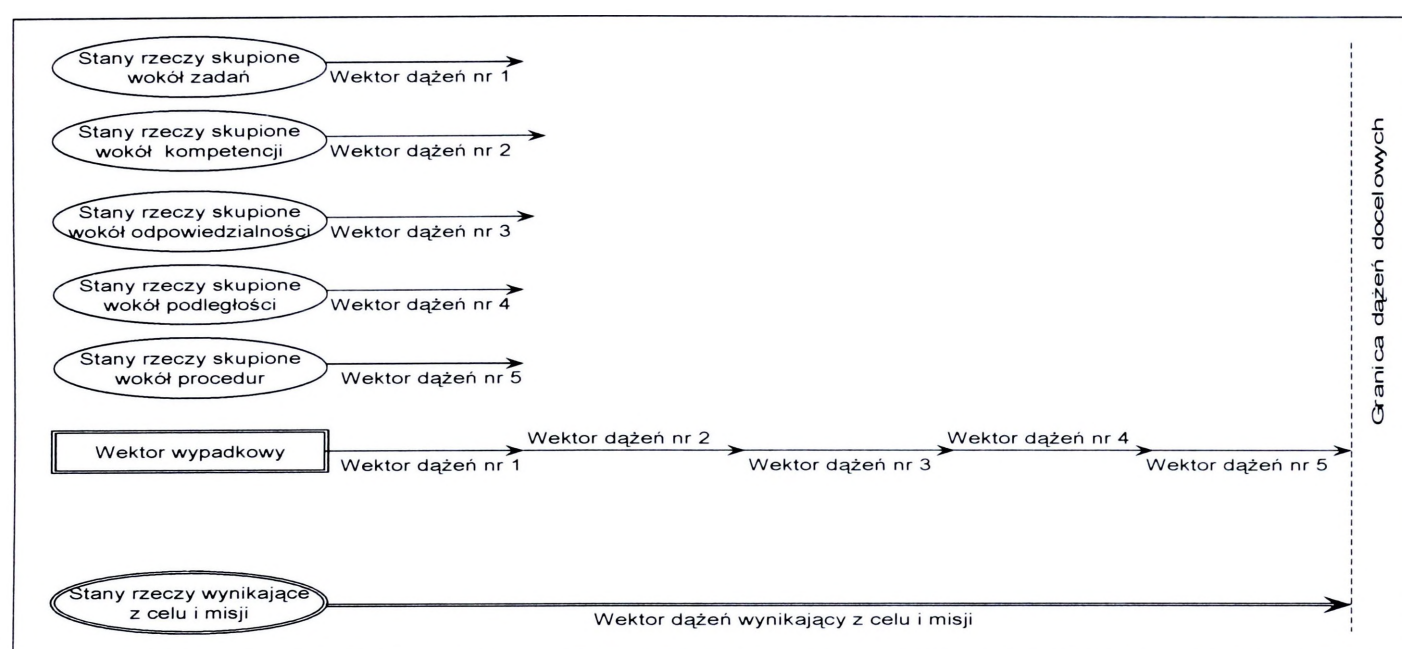 Stany rzeczy skupione
wokół zadań
Wektor dążeń nr 1
Stany rzeczy skupione
wokół kompetencji
Wektor dążeń nr 2
Stany rzeczy skupione
wokół odpowiedzialności
Wektor dążeń nr 3
Stany rzeczy skupione
wokół podległości
Wektor dążeń nr 4
Stany rzeczy skupione
wokół procedur
Wektor dążeń nr 5
Wektor wypadkowy
Wektor dążeń nr 1
Wektor dążeń nr 2
Wektor dążeń nr 3
Wektor dążeń nr 4
Wektor dążeń nr 5
Stany rzeczy wynikające
z celu i misji
Wektor dążeń wynikający z celu i misji
Granica dążeń docelowych